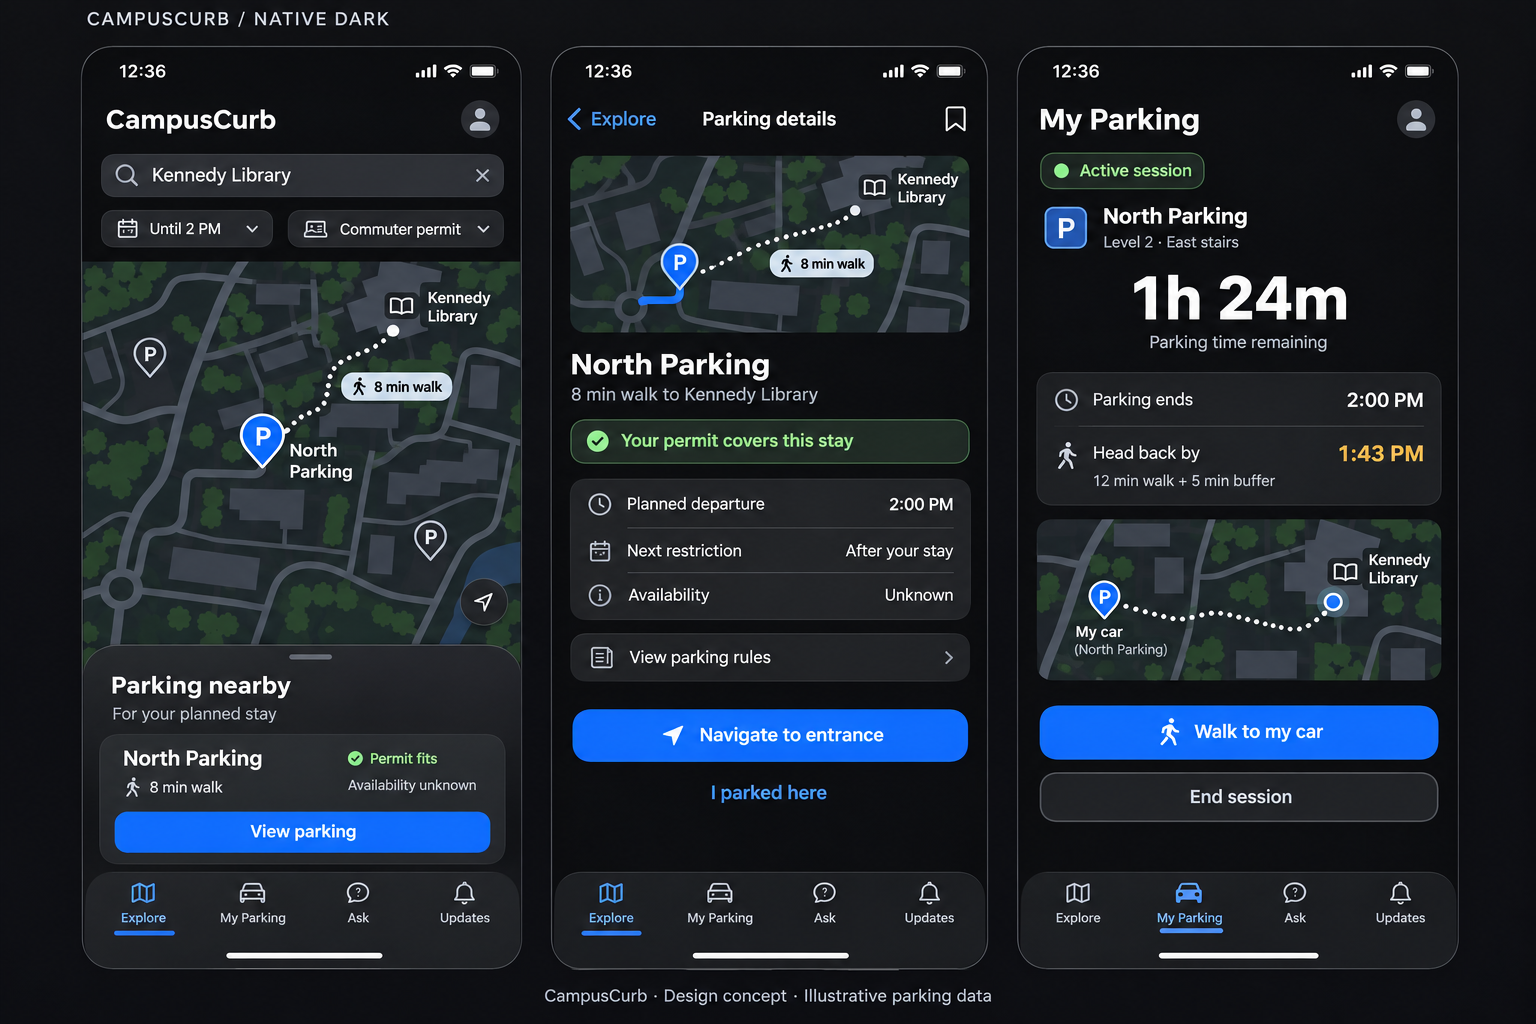 CAMPUSCURB / NATIVE DARK
12:36
CampusCurb
Kennedy Library
Until 2 PM
Commuter permit
Kennedy
Library
P
8 min walk
P
North
Parking
P
Parking nearby
For your planned stay
North Parking
Permit fits
8 min walk
Availability unknown
View parking
Explore
My Parking
Ask
Updates
12:36
Explore
Parking details
Kennedy
Library
P
8 min walk
North Parking
8 min walk to Kennedy Library
Your permit covers this stay
Planned departure
2:00 PM
Next restriction
After your stay
Availability
Unknown
View parking rules
Navigate to entrance
I parked here
Explore
My Parking
Ask
Updates
12:36
My Parking
Active session
P
North Parking
Level 2 · East stairs
1h 24m
Parking time remaining
Parking ends
2:00 PM
Head back by
1:43 PM
12 min walk + 5 min buffer
Kennedy
Library
P
My car
(North Parking)
Walk to my car
End session
Explore
My Parking
Ask
Updates
CampusCurb · Design concept · Illustrative parking data